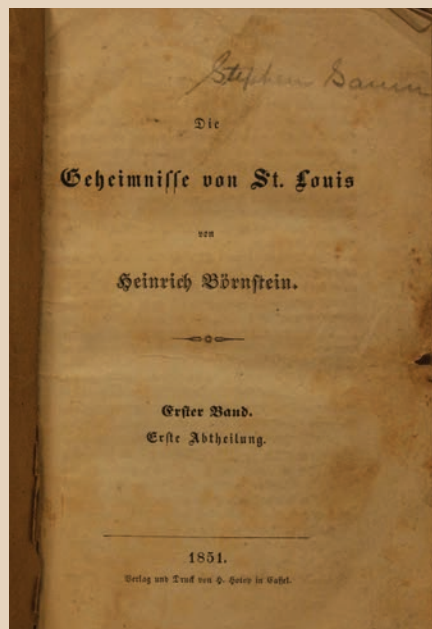 Stephen
Die
Geheimnisse von St. Louis
von
Heinrich Börnstein.
Erster Band.
Erste Abtheilung.
1851.
Verlag und Druck von H. Hotop in Cassel.